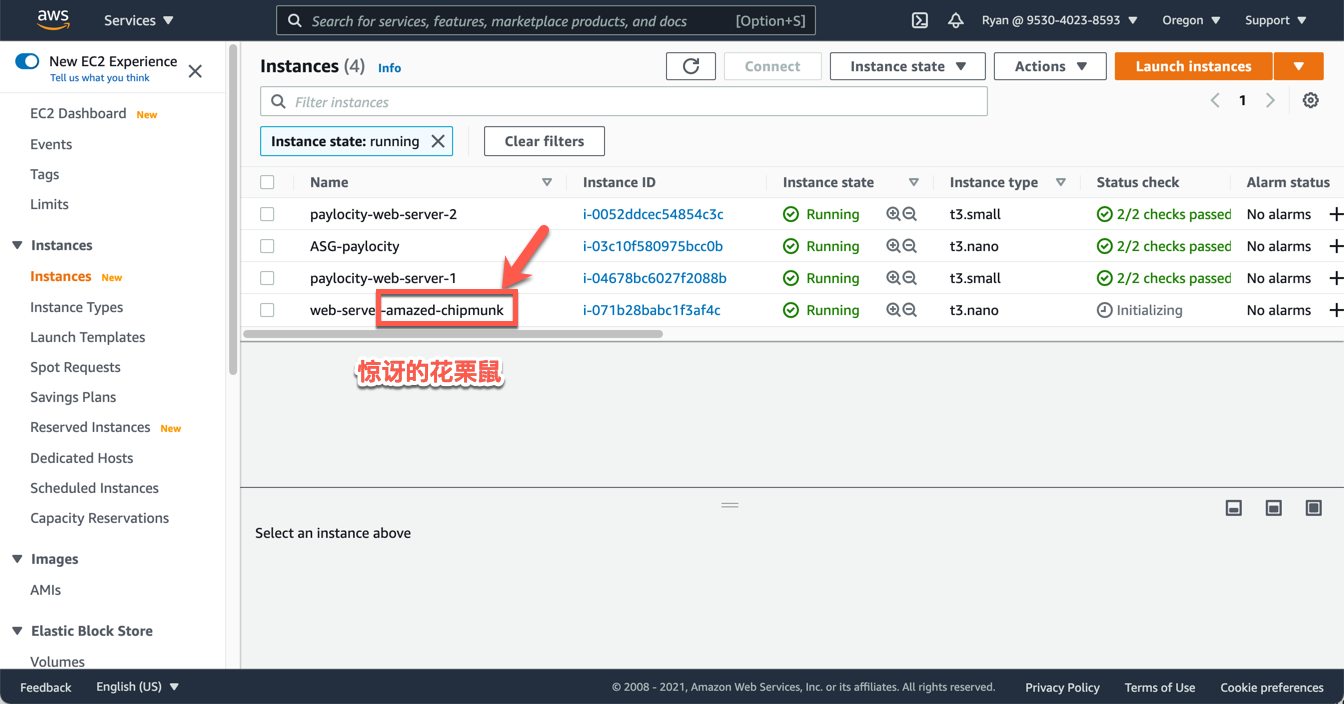 aws Services Search for services, features, marketplace products, and docs [Option+S] Ryan @ 9530-4023-8593 Oregon Support
New EC2 Experience
Tell us what you think
EC2 Dashboard New
Events
Tags
Limits
Instances
Instances New
Instance Types
Launch Templates
Spot Requests
Savings Plans
Reserved Instances New
Dedicated Hosts
Scheduled Instances
Capacity Reservations
Images
AMIs
Elastic Block Store
Volumes
Instances (4) Info Connect Instance state Actions Launch instances
Filter instances 1
Instance state: running Clear filters
Name Instance ID Instance state Instance type Status check Alarm status
paylocity-web-server-2 i-0052ddcec54854c3c Running t3.small 2/2 checks passed No alarms
ASG-paylocity i-03c10f580975bcc0b Running t3.nano 2/2 checks passed No alarms
paylocity-web-server-1 i-04678bc6027f2088b Running t3.small 2/2 checks passed No alarms
web-server-amazed-chipmunk i-071b28babc1f3af4c Running t3.nano Initializing No alarms
惊讶的花栗鼠
Select an instance above
Feedback English (US) © 2008 - 2021, Amazon Web Services, Inc. or its affiliates. All rights reserved. Privacy Policy Terms of Use Cookie preferences